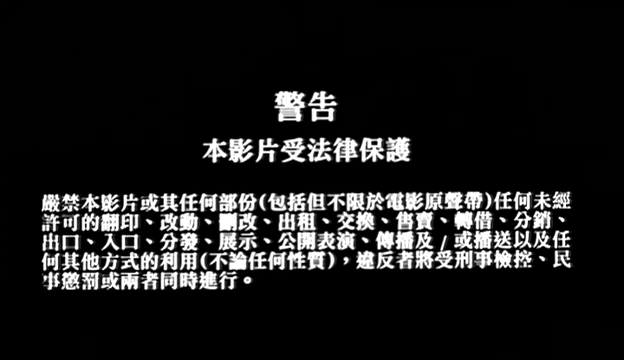 警告
本影片受法律保護
嚴禁本影片或其任何部份(包括但不限於電影原聲帶)任何未經
許可的翻印、改動、刪改、出租、交換、售賣、轉借、分銷、
出口、入口、分發、展示、公開表演、傳播及/或播送以及任
何其他方式的利用(不論任何性質)，違反者將受刑事檢控、民
事懲罰或兩者同時進行。